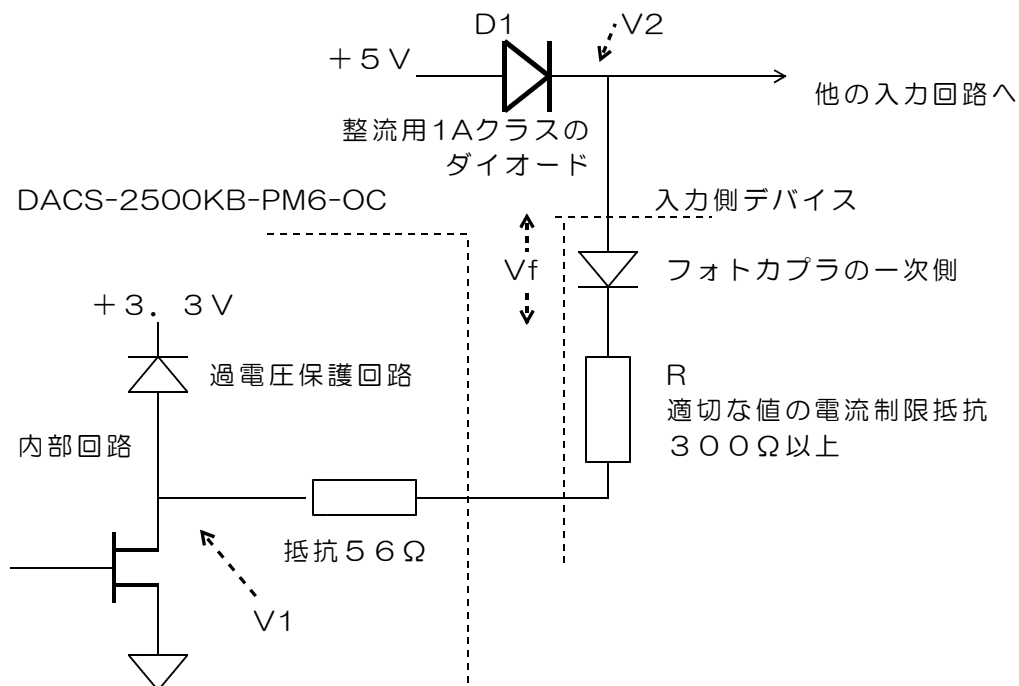 D1
V2
＋５V
他の入力回路へ
整流用1Aクラスの
ダイオード
DACS-2500KB-PM6-OC
入力側デバイス
Vf
フォトカプラの一次側
＋３．３V
過電圧保護回路
R
適切な値の電流制限抵抗
３００Ω以上
内部回路
抵抗５６Ω
V1